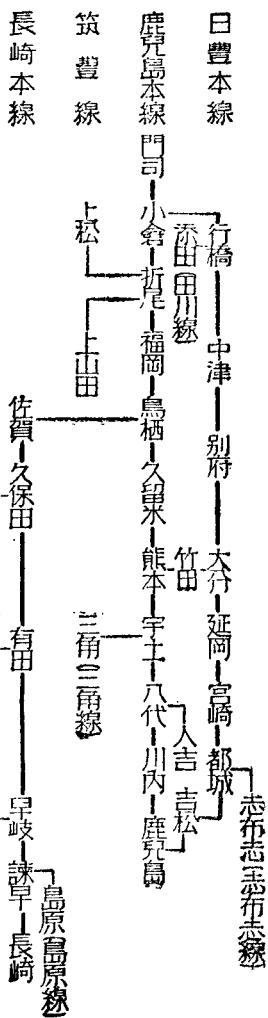 日豊本線
鹿兒島本線
筑豊線
長崎本線
行橋
中津
別府
大分
延岡
宮崎
都城
志布志(志布志線)
添田(田川線)
竹田
人吉
吉松
門司
小倉
折尾
福岡
鳥栖
久留米
熊本
宇土
八代
川内
鹿兒島
上松
上山田
三角(三角線)
佐賀
久保田
有田
早岐
諫早
長崎
島原(島原線)